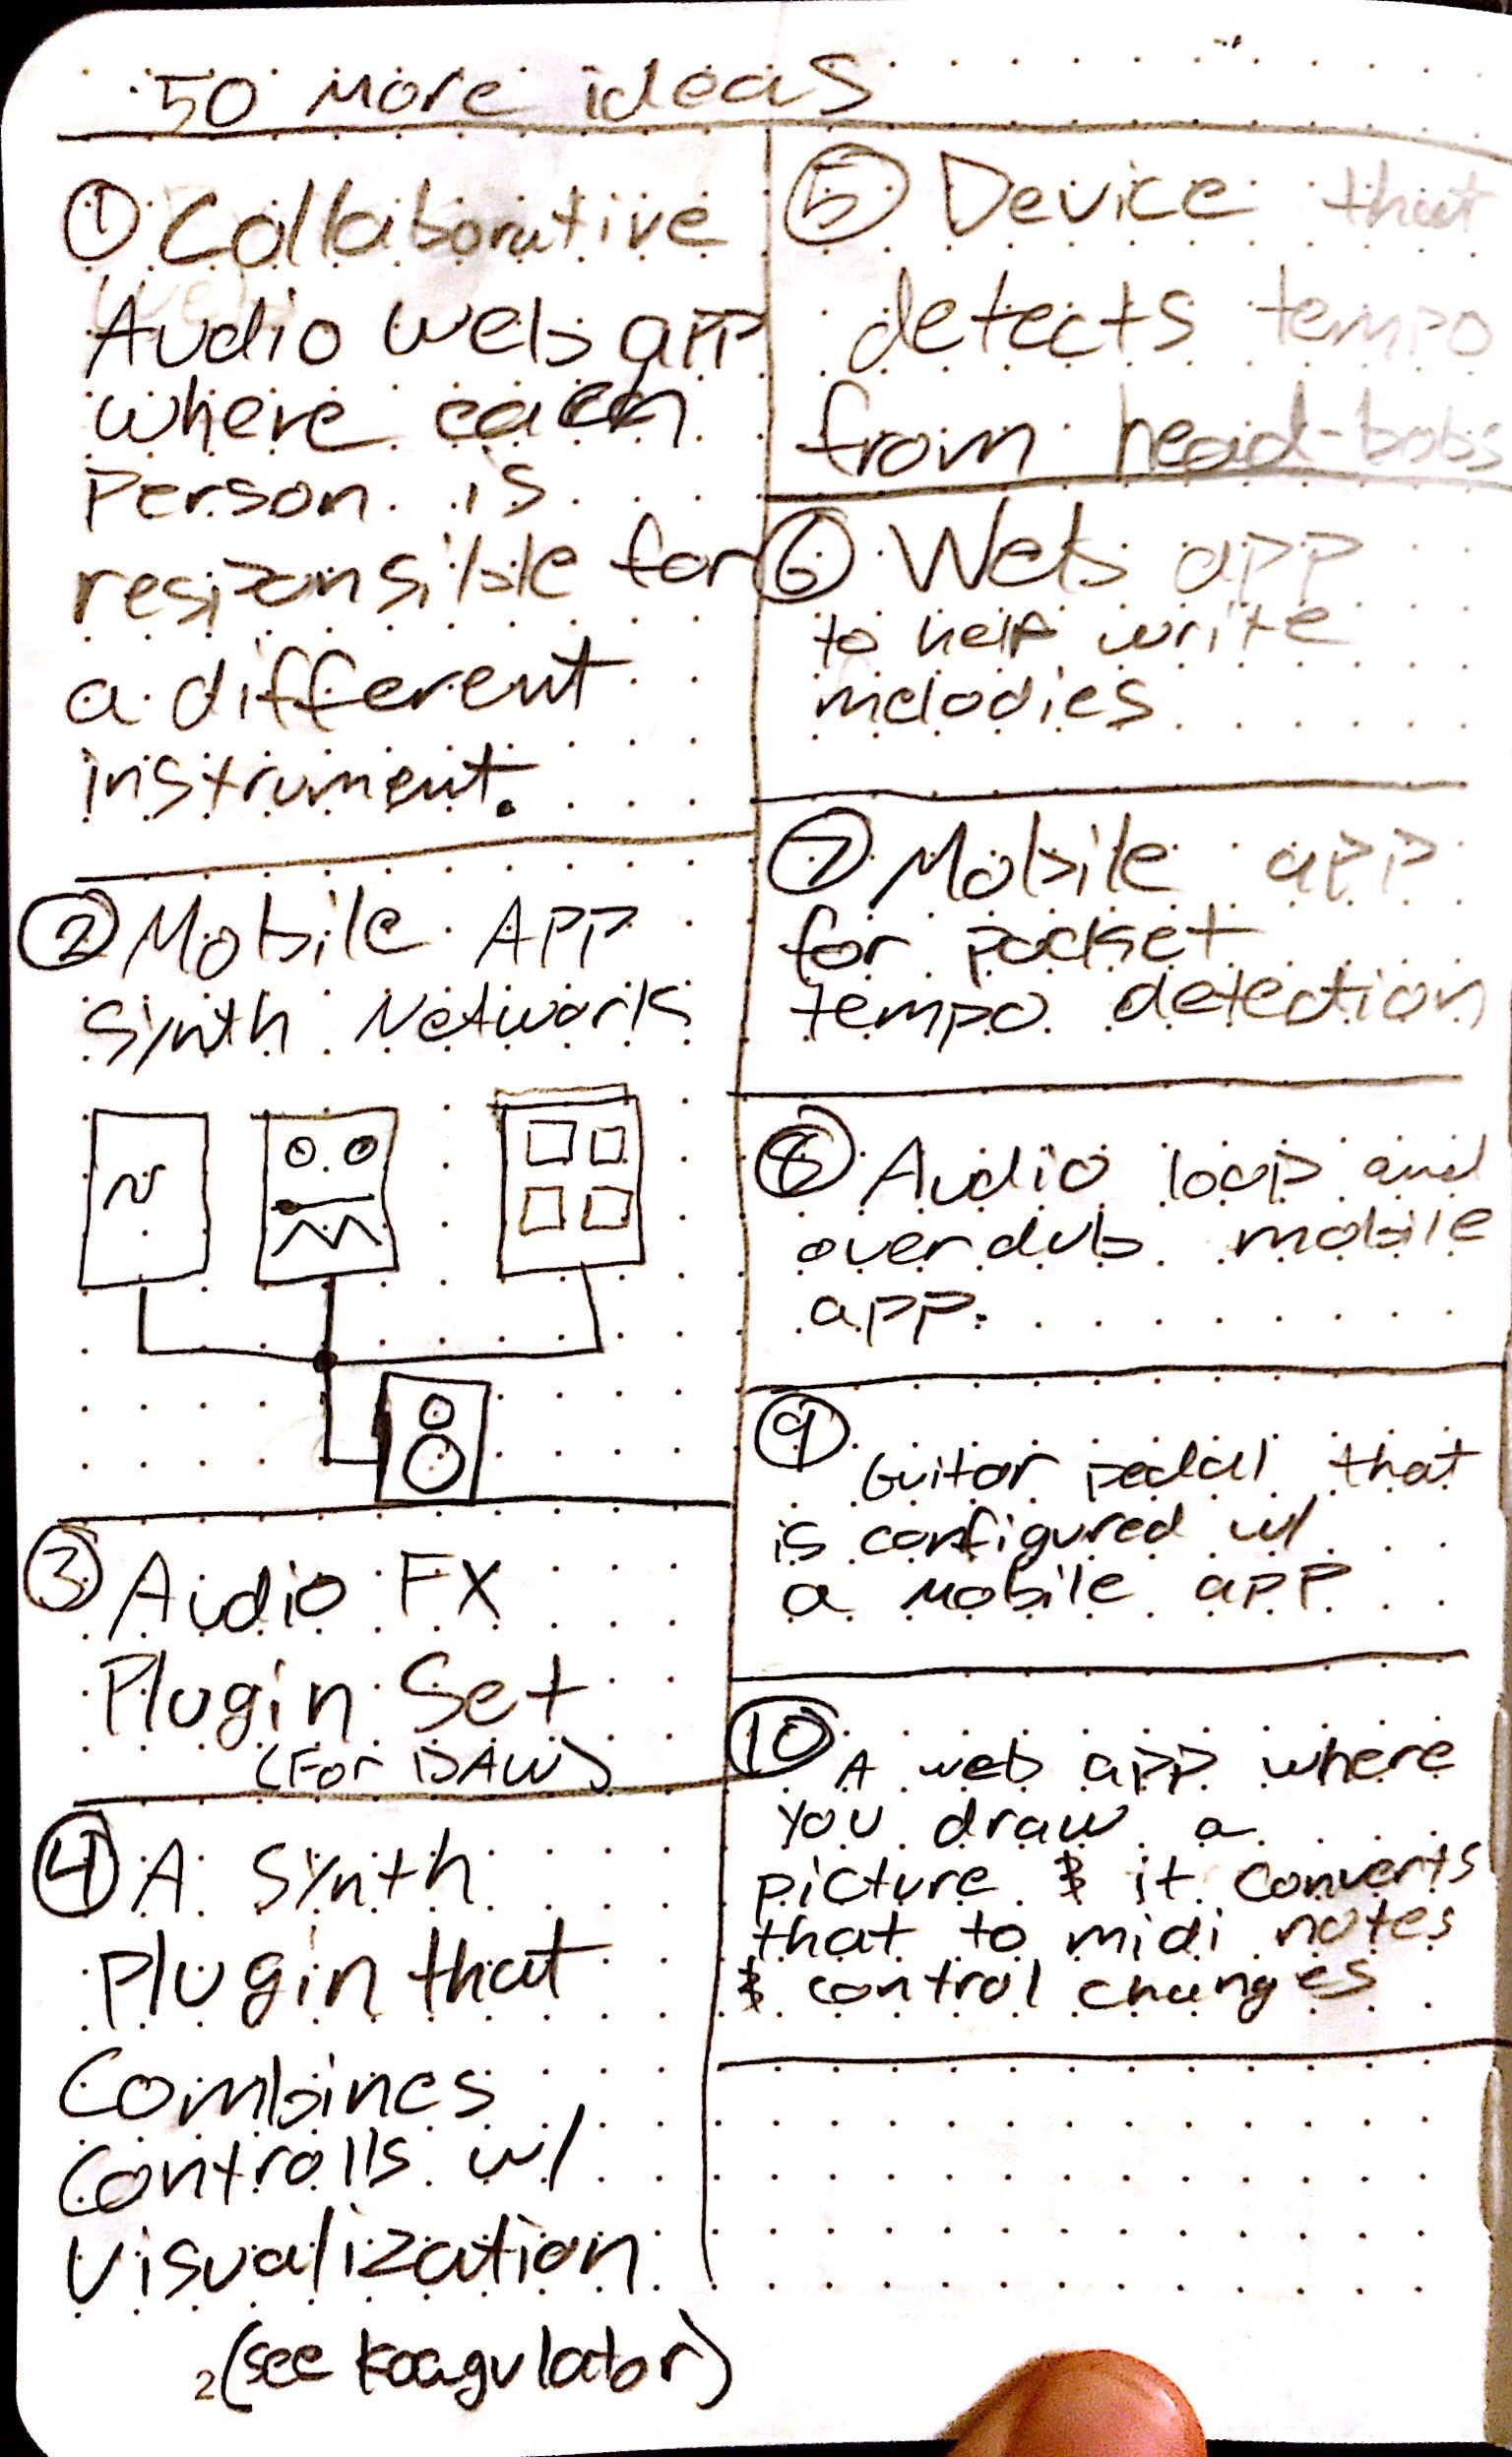 50 more ideas
① Collaborative
Audio web app
where each
Person is
responsible for
a different
instrument.
② Mobile App
Synth Network
③ Audio FX
Plugin Set
(For DAW)
④ A Synth
plugin that
Combines
Controlls w/
Visualization
(see koagulator)
2
⑤ Device that
detects tempo
from head-bobs
⑥ Web app
to help write
melodies
⑦ Mobile app
for pocket
tempo detection
⑧ Audio loop and
overdub mobile
app.
⑨ Guitar pedal that
is configured w/
a mobile app
⑩ A web app where
you draw a
picture & it converts
that to midi notes
& control changes